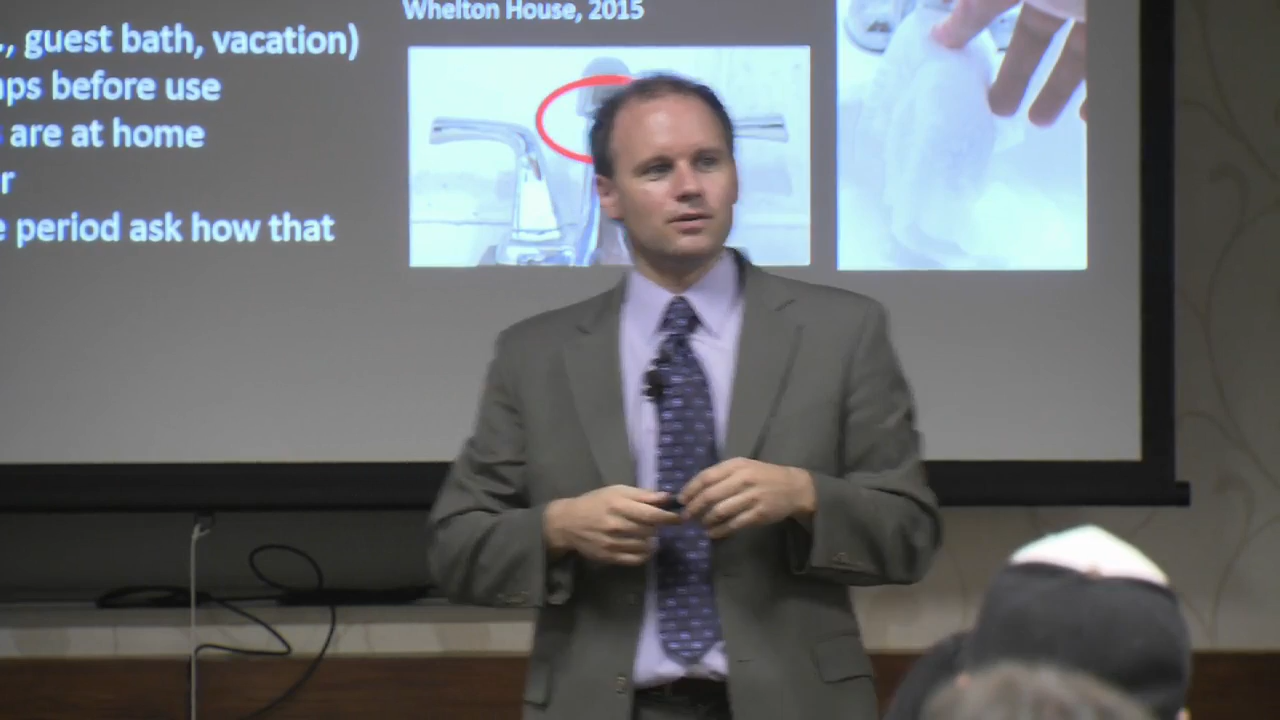 Whelton House, 2015
., guest bath, vacation)
ps before use
are at home
r
e period ask how that